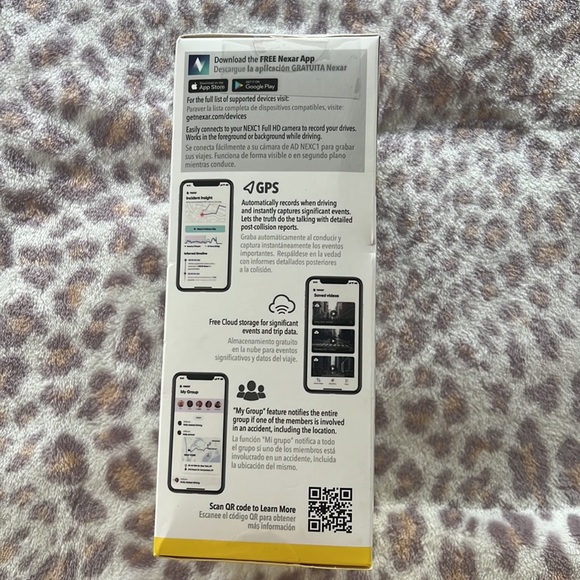 Download the FREE Nexar App
Descargue la aplicación GRATUITA Nexar
App Store
Google Play
For the full list of supported devices visit:
Para ver la lista completa de dispositivos compatibles, visite
getnexar.com/devices
Easily connects to your NEXC1 Full HD camera to record your drives.
Works in the foreground or background while driving.
Se conecta fácilmente a su cámara de AD NEXC1 para grabar
sus viajes. Funciona de forma visible o en segundo plano
mientras conduce.
Incident Insight
GPS
Automatically records when driving
and instantly captures significant events.
Lets the truth do the talking with detailed
post-collision reports.
Graba automáticamente al conducir y
captura instantáneamente los eventos
importantes. Respáldese en la vedad
con informes detallados posteriores
a la colisión.
Free Cloud storage for significant
events and trip data.
Almacenamiento gratuito
en la nube para eventos
significativos y datos del viaje.
Saved videos
My Group
"My Group" feature notifies the entire
group if one of the members is involved
in an accident, including the location.
La función "Mi grupo" notifica a todo
el grupo si uno de los miembros está
involucrado en un accidente, incluida
la ubicación del mismo.
Scan QR code to Learn More
Escanee el código QR para obtener
más información